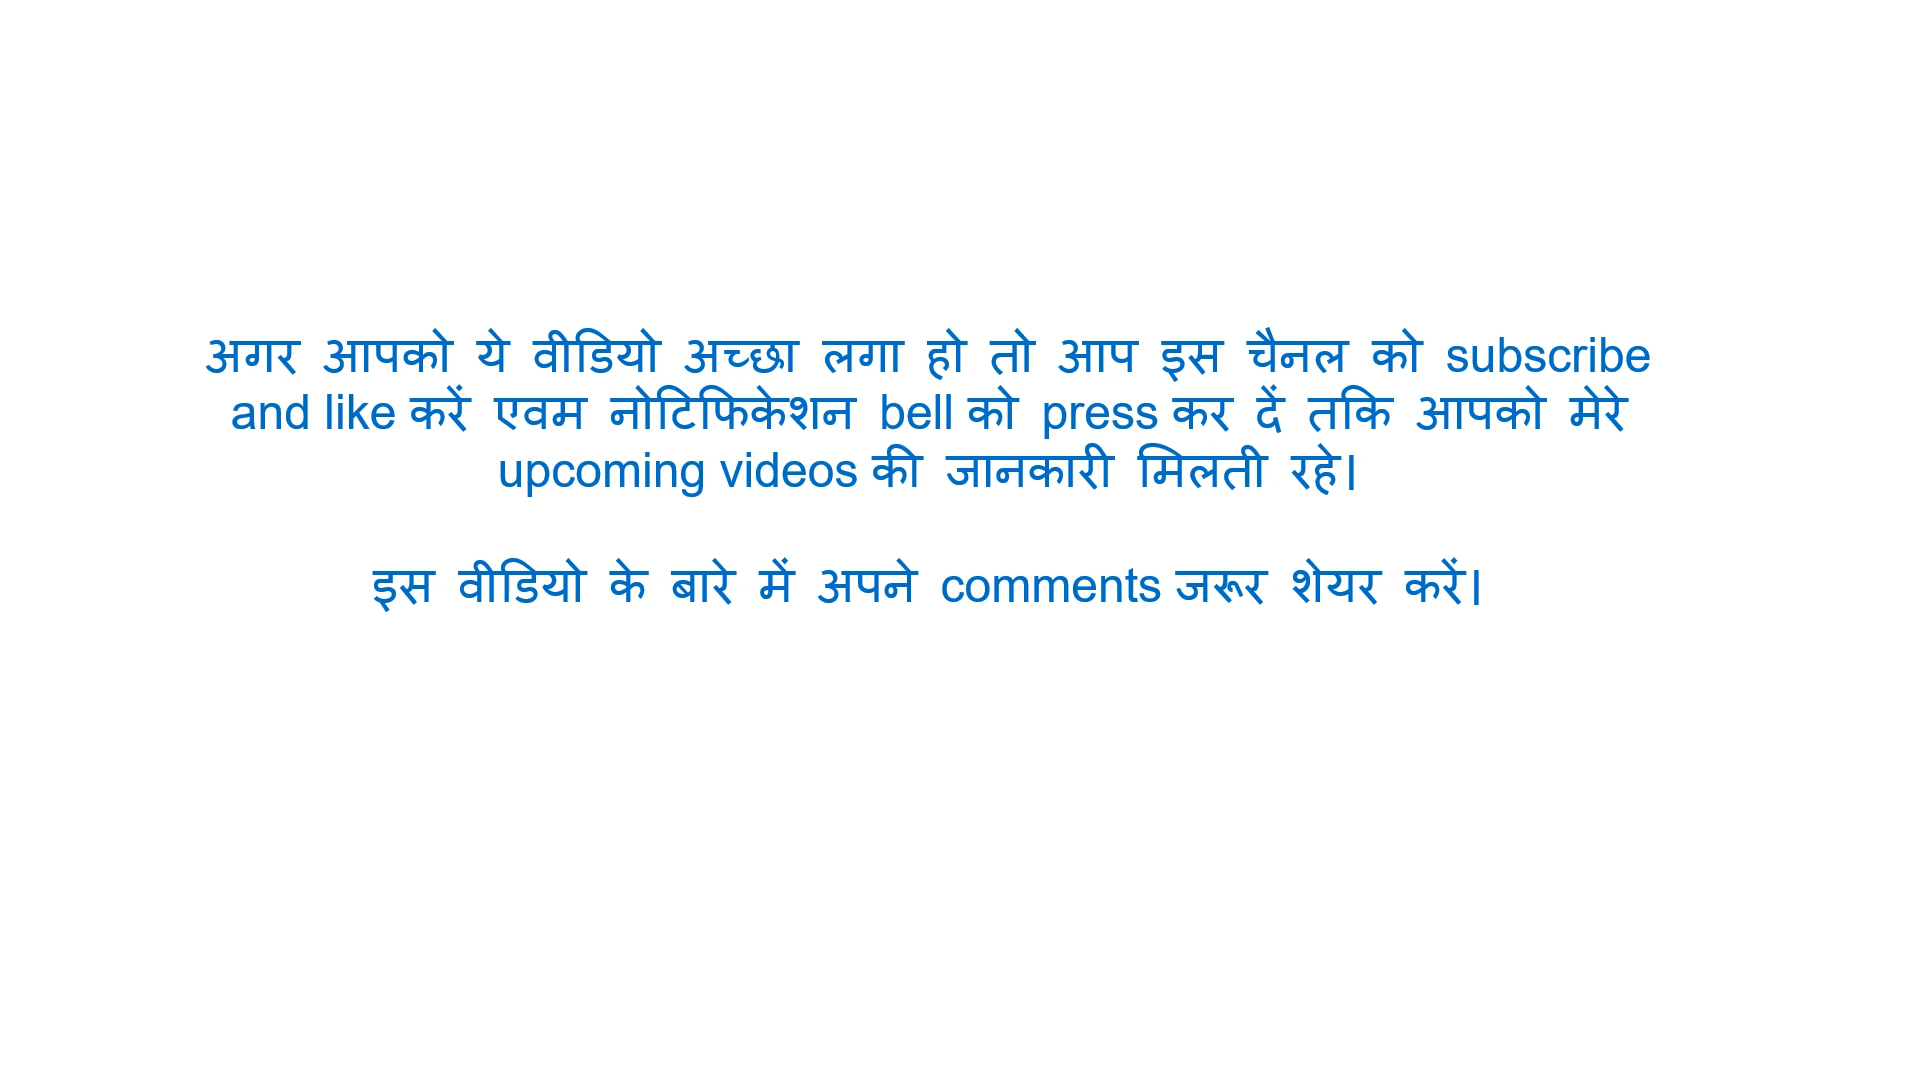 अगर आपको ये वीडियो अच्छा लगा हो तो आप इस चैनल को subscribe
and like करें एवम नोटिफिकेशन bell को press कर दें तकि आपको मेरे
upcoming videos की जानकारी मिलती रहे।
इस वीडियो के बारे में अपने comments जरूर शेयर करें।